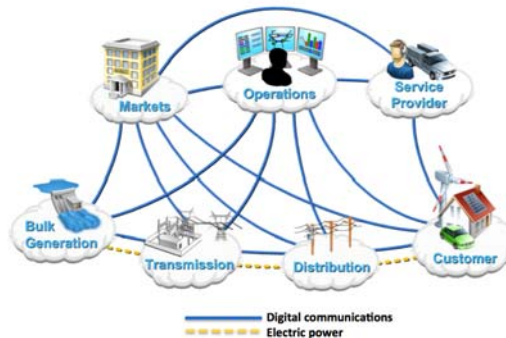 Markets
Operations
Service
Provider
Bulk
Generation
Transmission
Distribution
Customer
Digital communications
Electric power